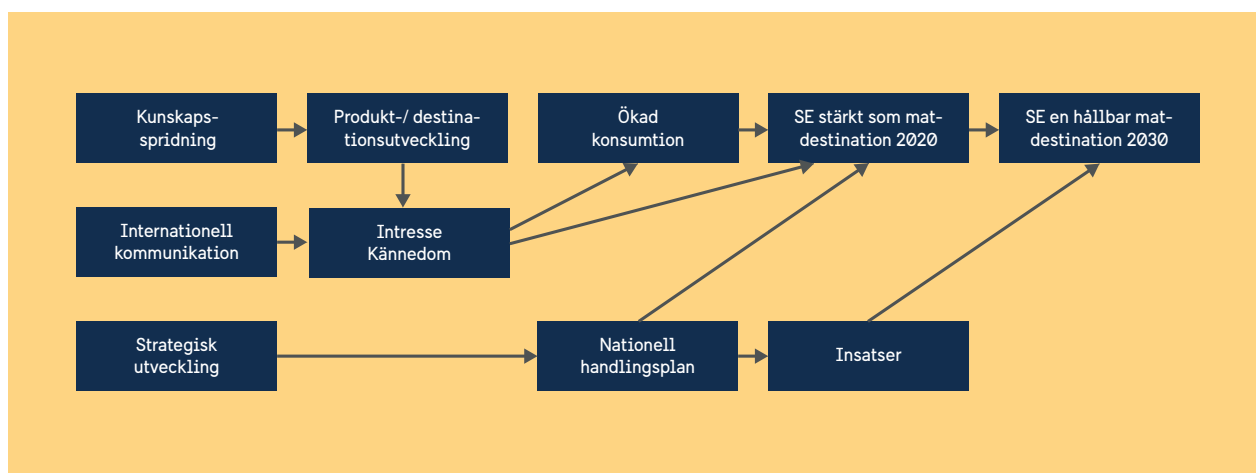 Kunskaps-
spridning
Produkt-/ destina-
tionsutveckling
Ökad
konsumtion
SE stärkt som mat-
destination 2020
SE en hållbar mat-
destination 2030
Internationell
kommunikation
Intresse
Kännedom
Strategisk
utveckling
Nationell
handlingsplan
Insatser